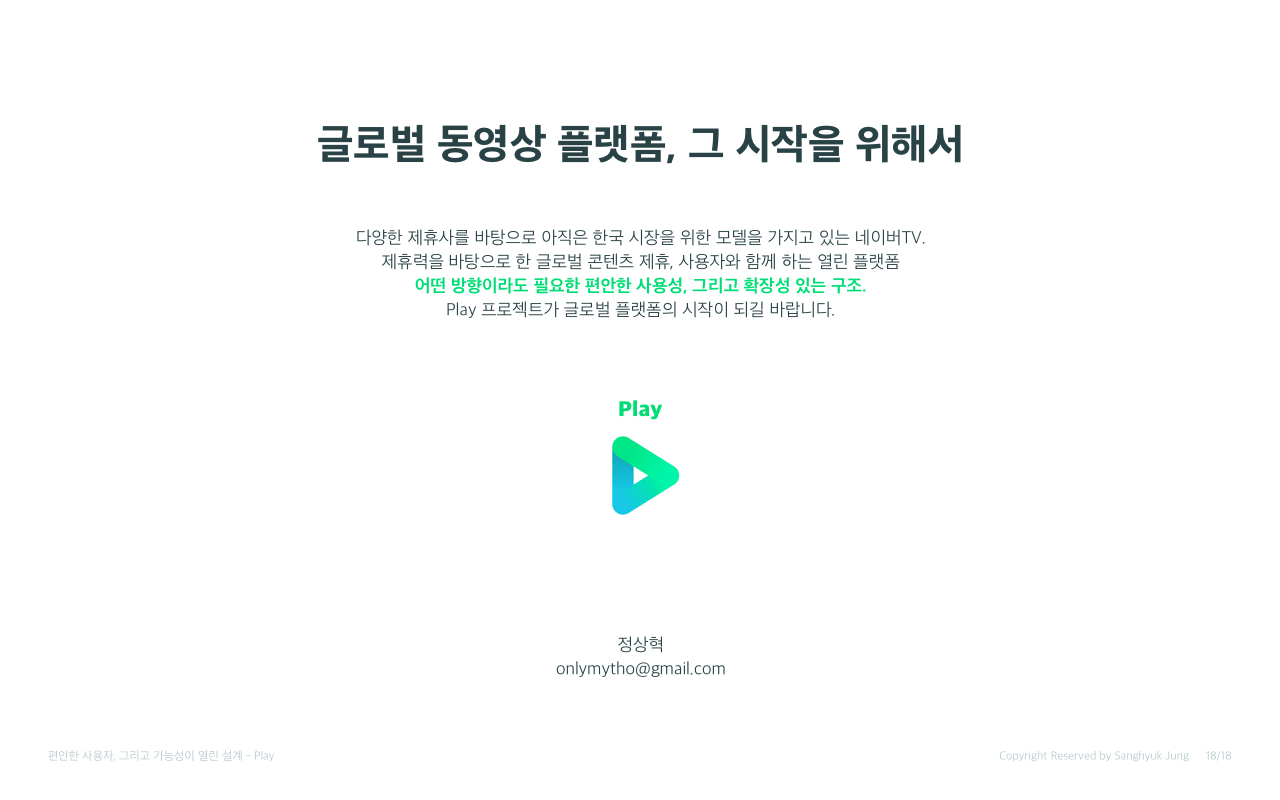 글로벌 동영상 플랫폼, 그 시작을 위해서
다양한 제휴사를 바탕으로 아직은 한국 시장을 위한 모델을 가지고 있는 네이버TV.
제휴력을 바탕으로 한 글로벌 콘텐츠 제휴, 사용자와 함께 하는 열린 플랫폼
어떤 방향이라도 필요한 편안한 사용성, 그리고 확장성 있는 구조.
Play 프로젝트가 글로벌 플랫폼의 시작이 되길 바랍니다.
Play
정상혁
onlymytho@gmail.com
편안한 사용자, 그리고 가능성이 열린 설계 - Play
Copyright Reserved by Sanghyuk Jung 18/18